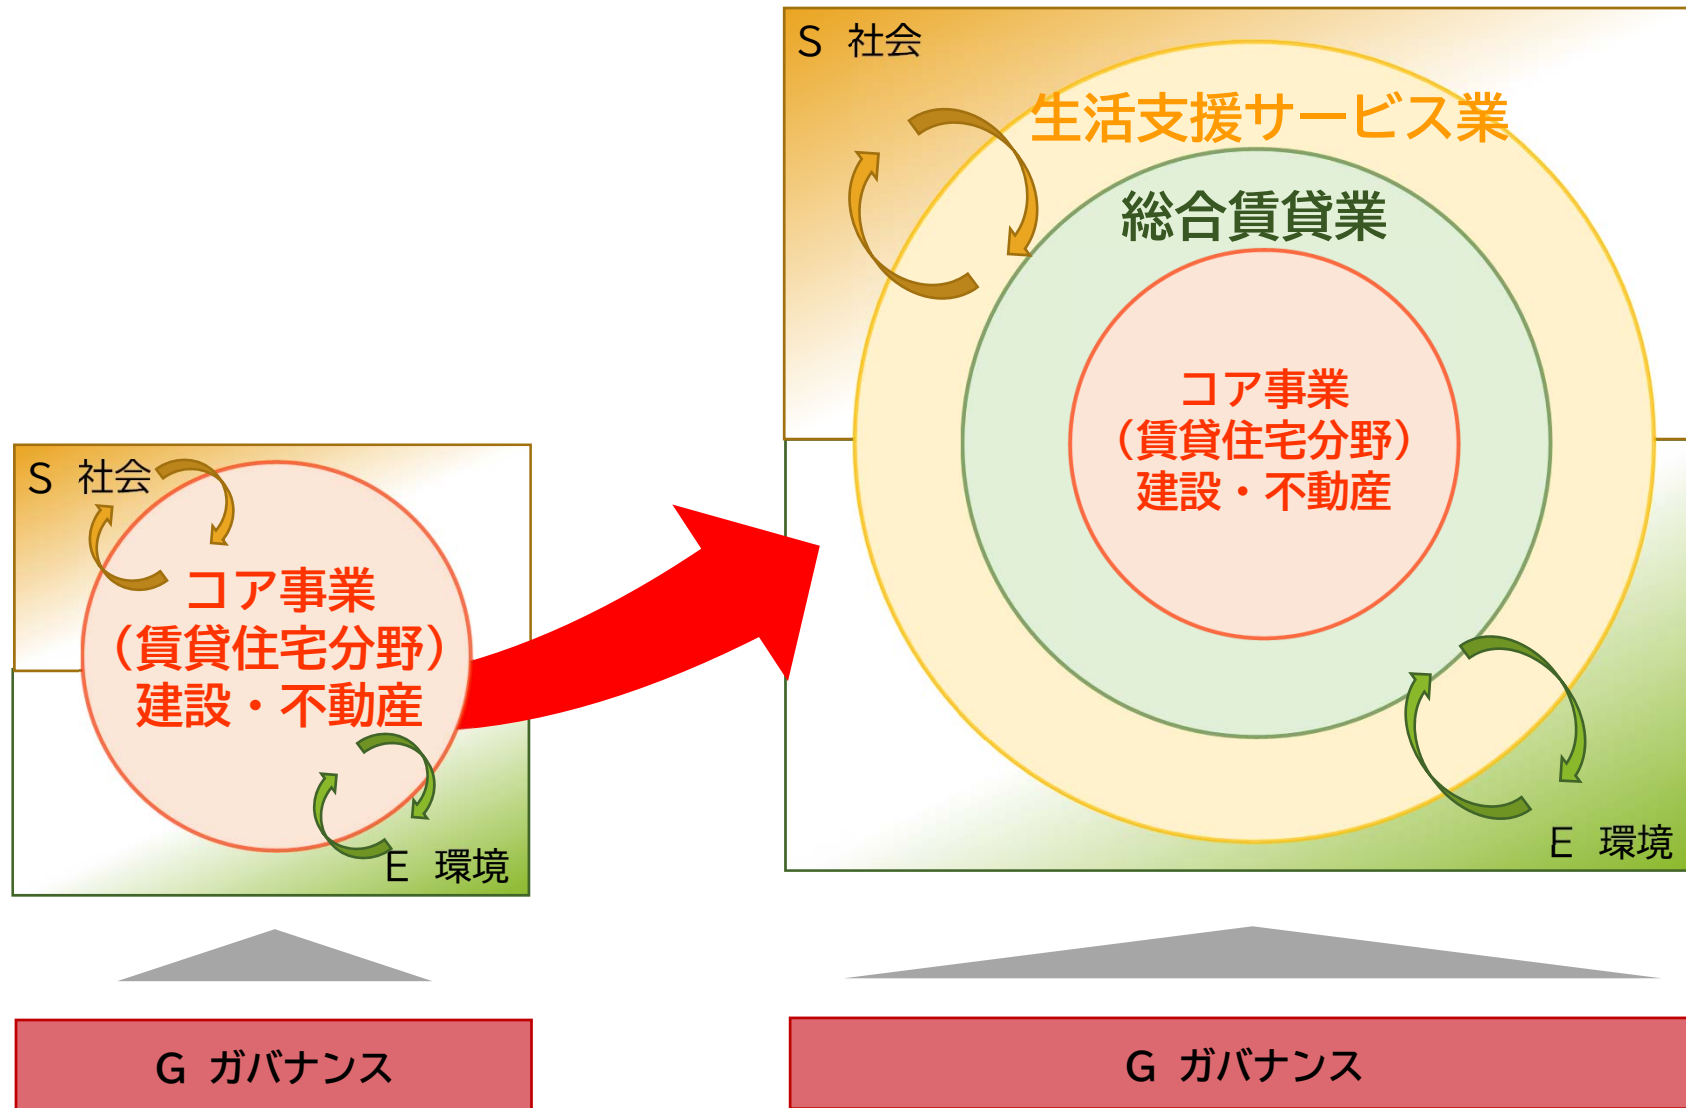 S 社会
コア事業
（賃貸住宅分野）
建設・不動産
E 環境
G ガバナンス
S 社会
生活支援サービス業
総合賃貸業
コア事業
（賃貸住宅分野）
建設・不動産
E 環境
G ガバナンス